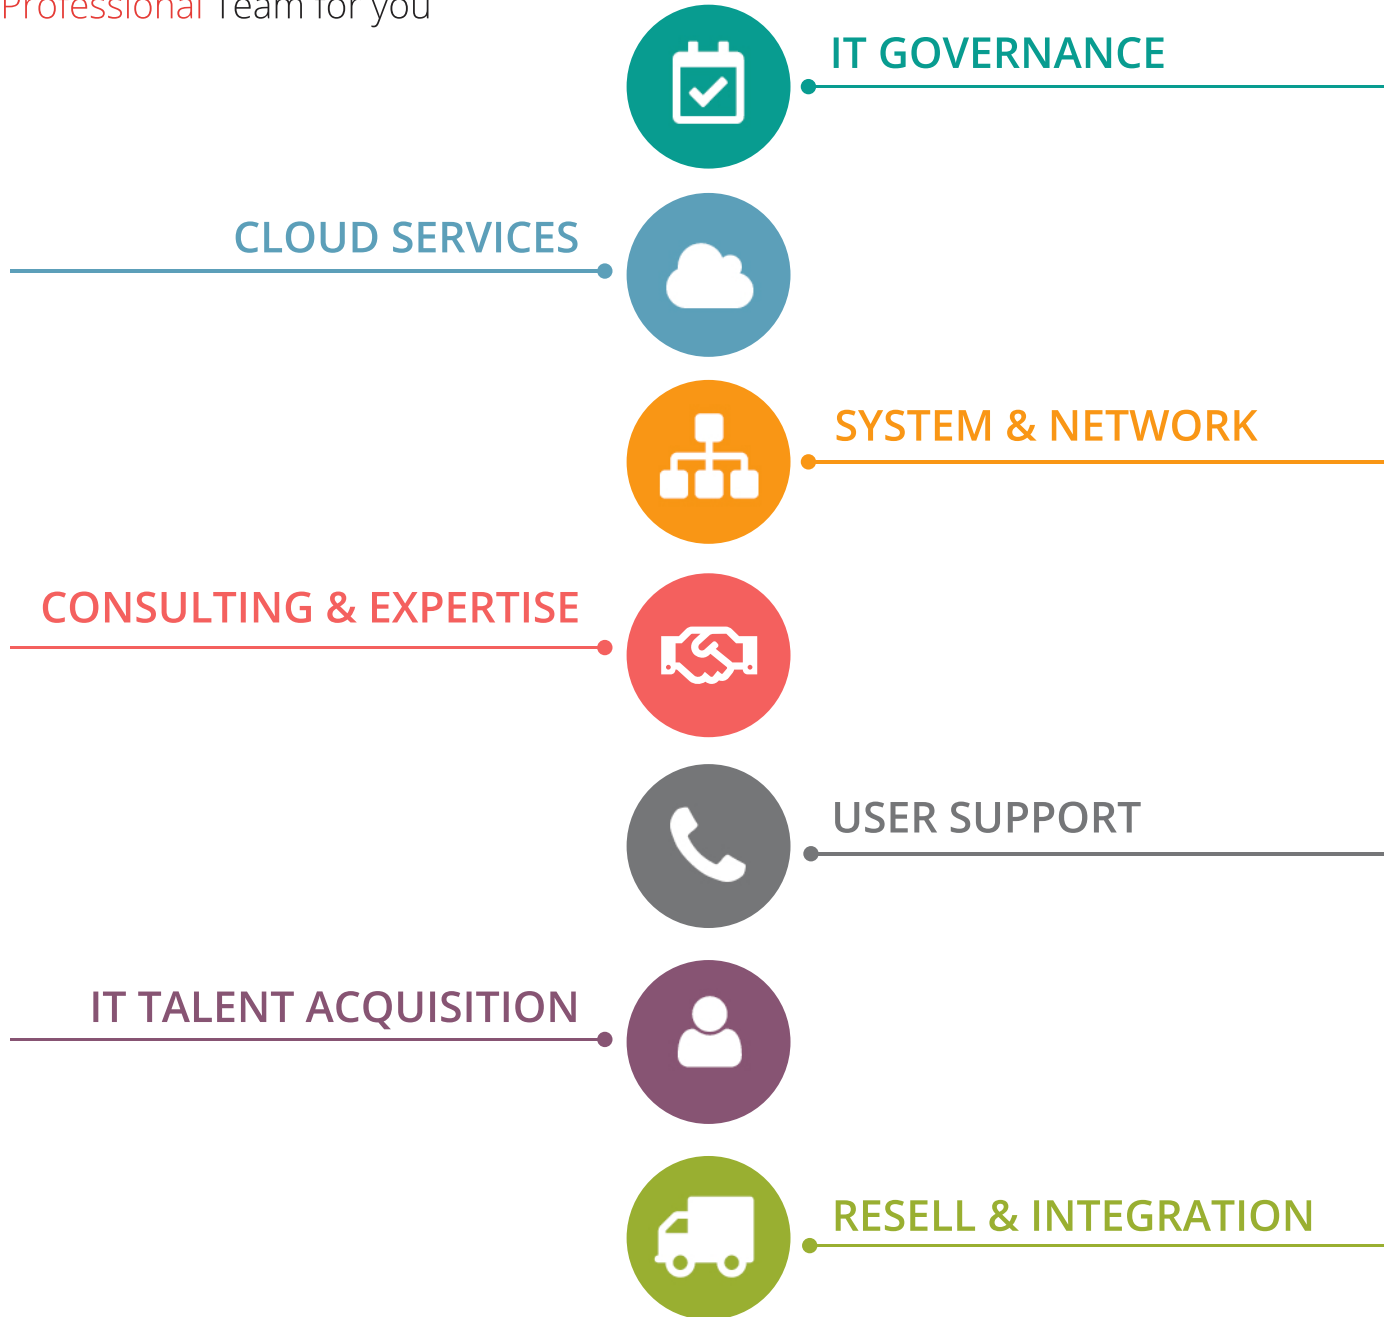 Professional Team for you
IT GOVERNANCE
CLOUD SERVICES
SYSTEM & NETWORK
CONSULTING & EXPERTISE
USER SUPPORT
IT TALENT ACQUISITION
RESELL & INTEGRATION